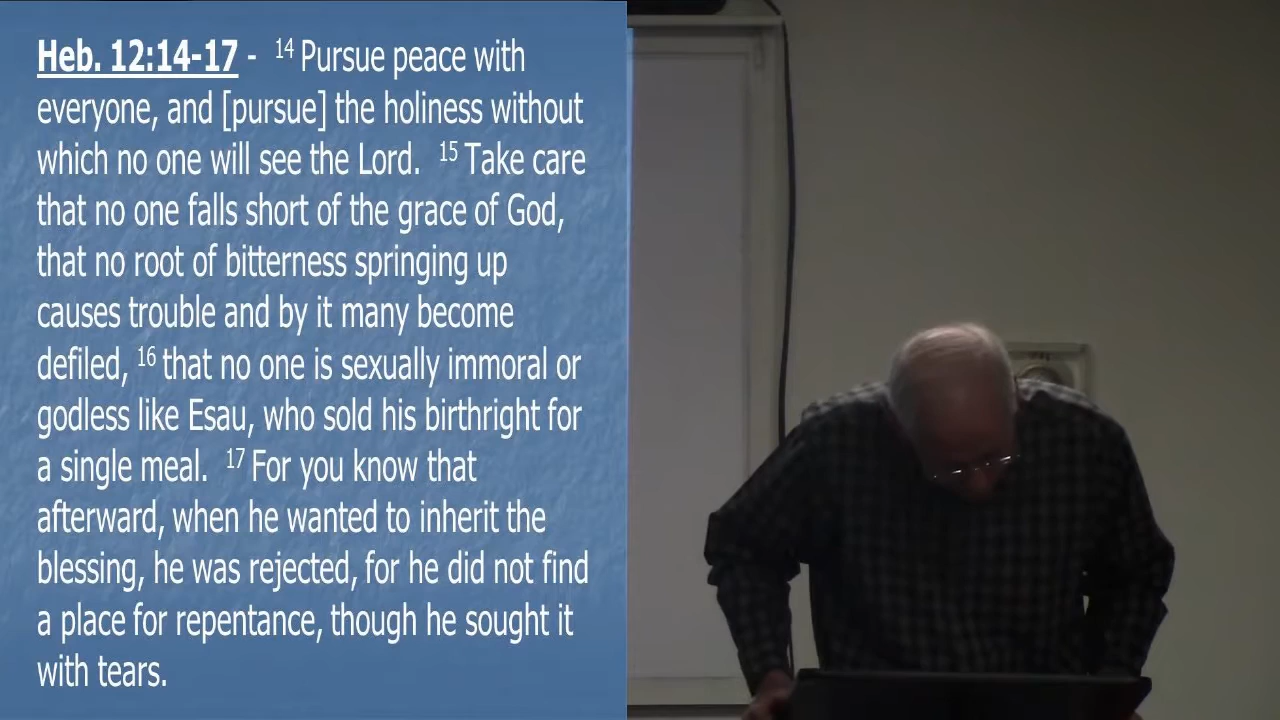 Heb. 12:14-17 - 14 Pursue peace with
everyone, and [pursue] the holiness without
which no one will see the Lord. 15 Take care
that no one falls short of the grace of God,
that no root of bitterness springing up
causes trouble and by it many become
defiled, 16 that no one is sexually immoral or
godless like Esau, who sold his birthright for
a single meal. 17 For you know that
afterward, when he wanted to inherit the
blessing, he was rejected, for he did not find
a place for repentance, though he sought it
with tears.